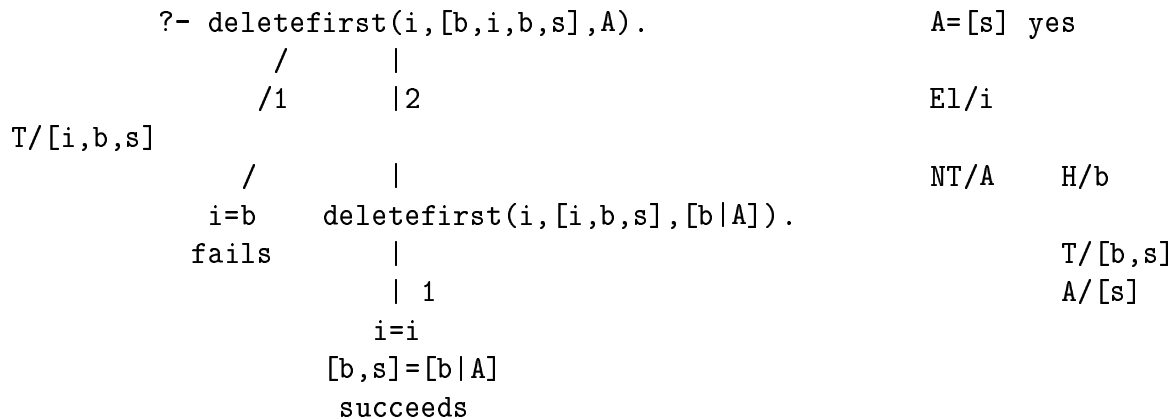 ?- deletefirst(i,[b,i,b,s],A).                A=[s] yes
/       |
/1      |2                El/i
T/[i,b,s]
/       |                NT/A    H/b
i=b    deletefirst(i,[i,b,s],[b|A]).
fails       |                T/[b,s]
| 1                A/[s]
i=i
[b,s]=[b|A]
succeeds